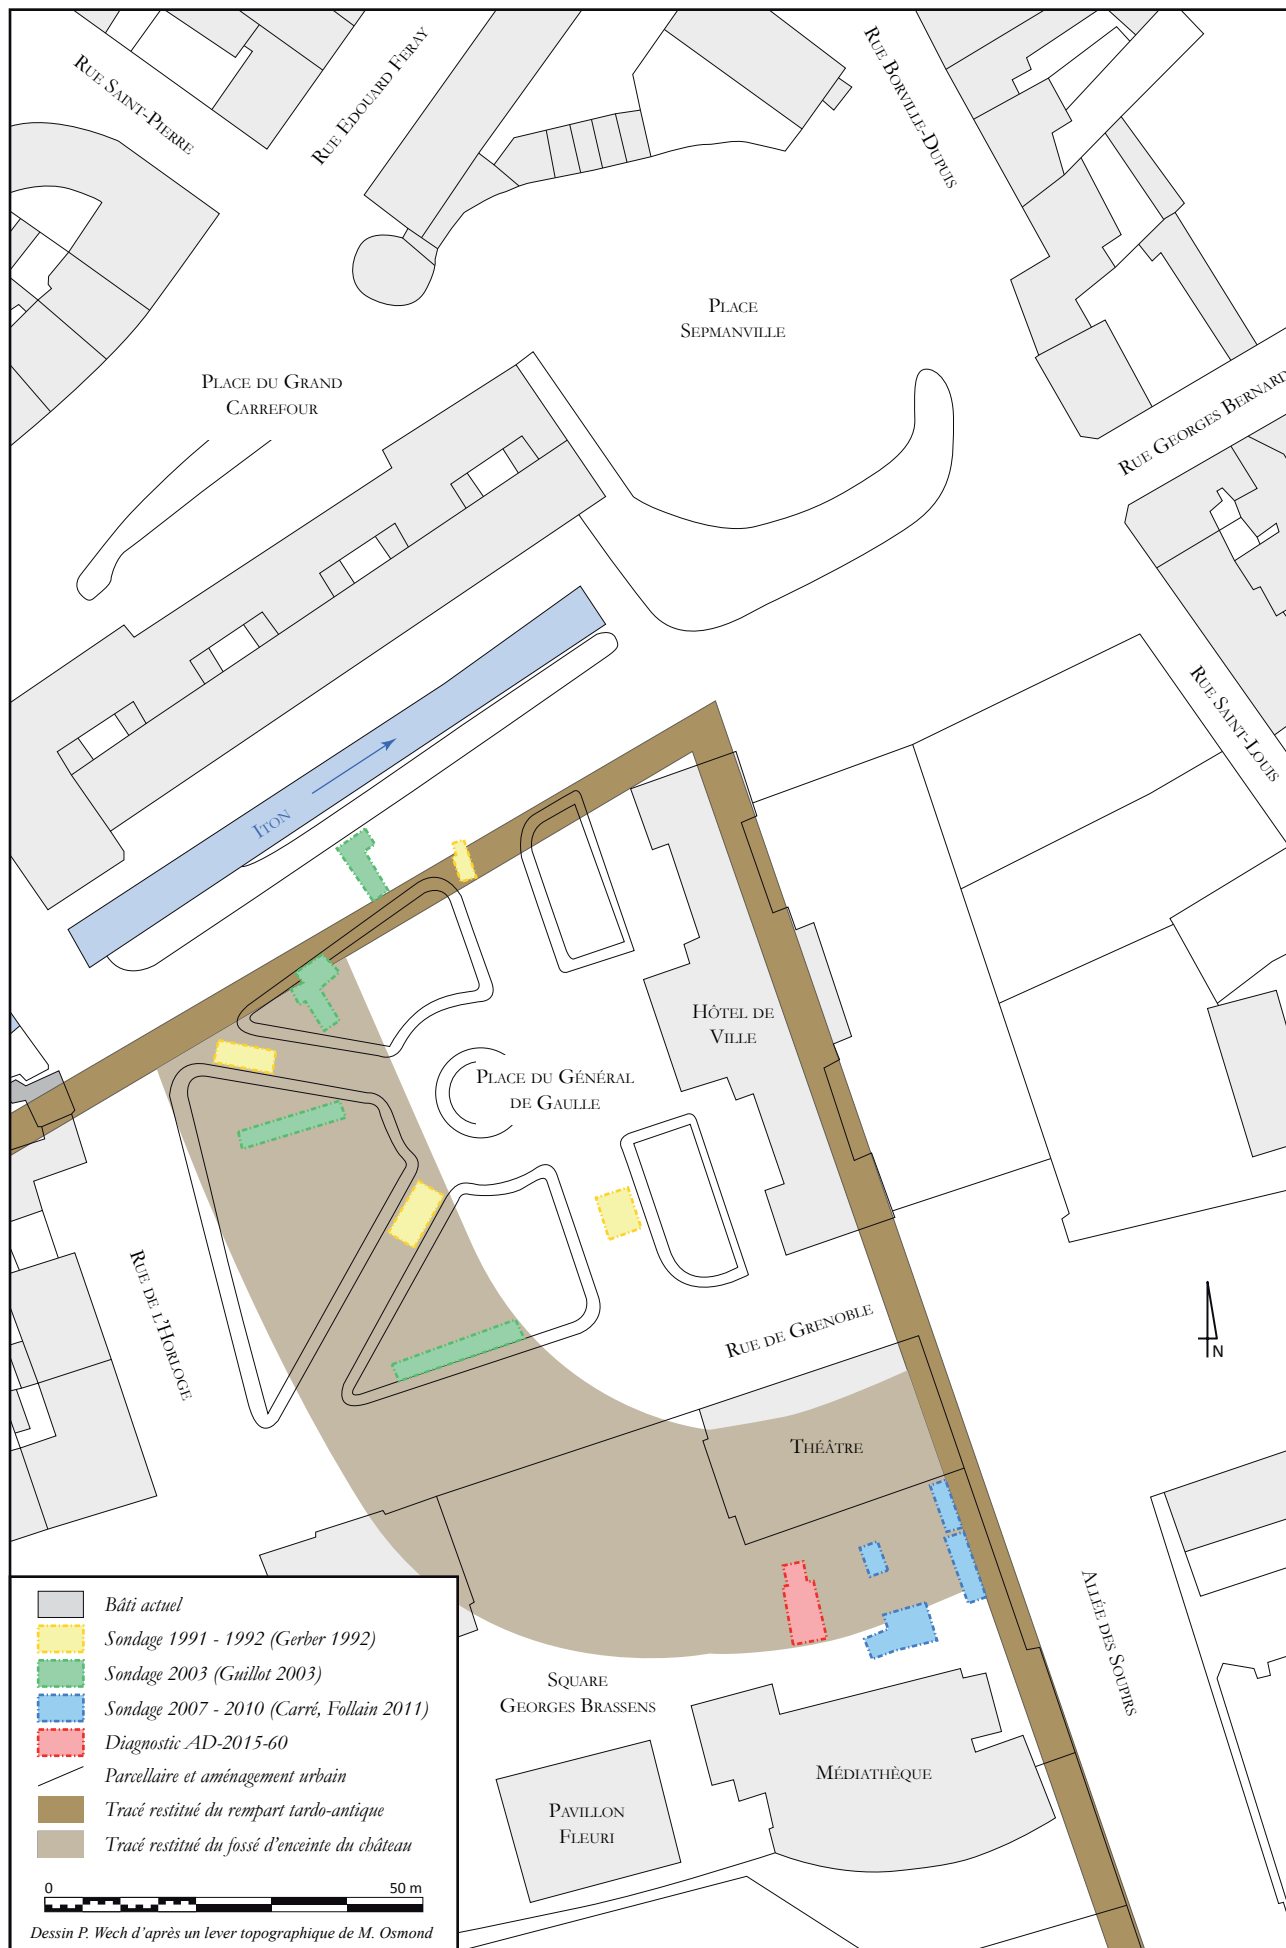 Rue Saint-Pierre
Rue Edouard Feray
Rue Borville-Dupuis
Place
Sepmanville
Place du Grand
Carrefour
Rue Georges Bernard
Rue Saint-Louis
Iton
Hôtel de
Ville
Place du Général
de Gaulle
Rue de l'Horloge
Rue de Grenoble
N
Théâtre
Allée des Soupirs
Square
Georges Brassens
Médiathèque
Pavillon
Fleuri
Bâti actuel
Sondage 1991 - 1992 (Gerber 1992)
Sondage 2003 (Guillot 2003)
Sondage 2007 - 2010 (Carré, Follain 2011)
Diagnostic AD-2015-60
Parcellaire et aménagement urbain
Tracé restitué du rempart tardo-antique
Tracé restitué du fossé d'enceinte du château
0 50 m
Dessin P. Wech d'après un lever topographique de M. Osmond